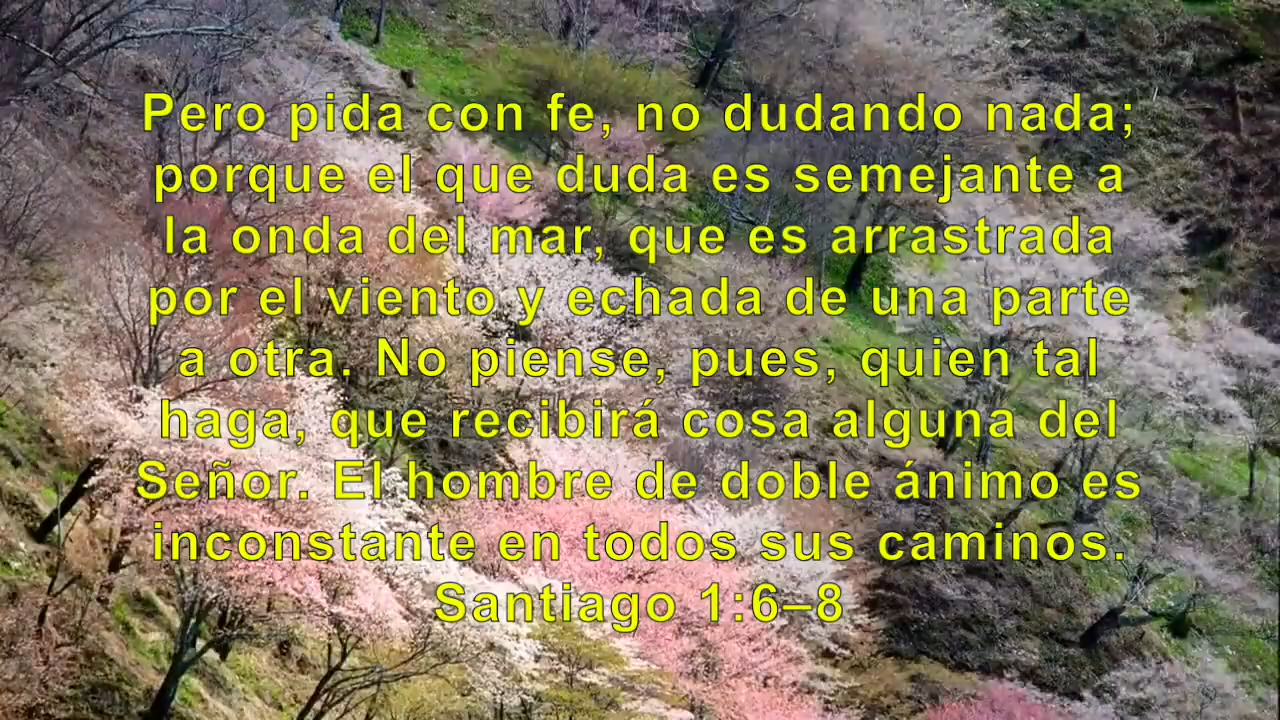 Pero pida con fe, no dudando nada;
porque el que duda es semejante a
la onda del mar, que es arrastrada
por el viento y echada de una parte
a otra. No piense, pues, quien tal
haga, que recibirá cosa alguna del
Señor. El hombre de doble ánimo es
inconstante en todos sus caminos.
Santiago 1:6–8